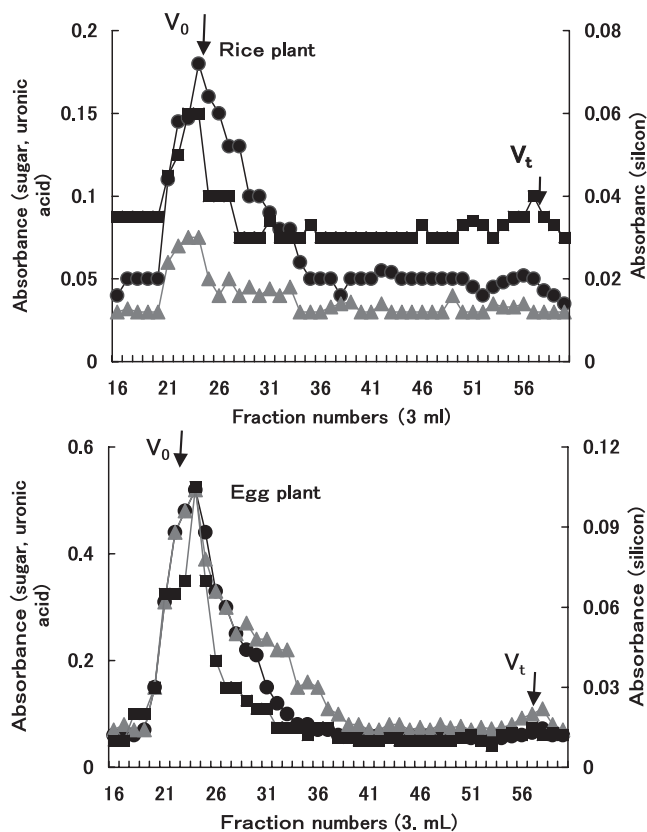 V0
Rice plant
Vt
Absorbance (sugar, uronic
acid)
0.2
0.15
0.1
0.05
0
Absorbanc (silcon)
0.08
0.06
0.04
0.02
0
16 21 26 31 36 41 46 51 56
Fraction numbers (3 ml)
V0
Egg plant
Vt
Absorbance (sugar, uronic
acid)
0.6
0.4
0.2
0
Absorbance (silicon)
0.12
0.09
0.06
0.03
0
16 21 26 31 36 41 46 51 56
Fraction numbers (3. mL)